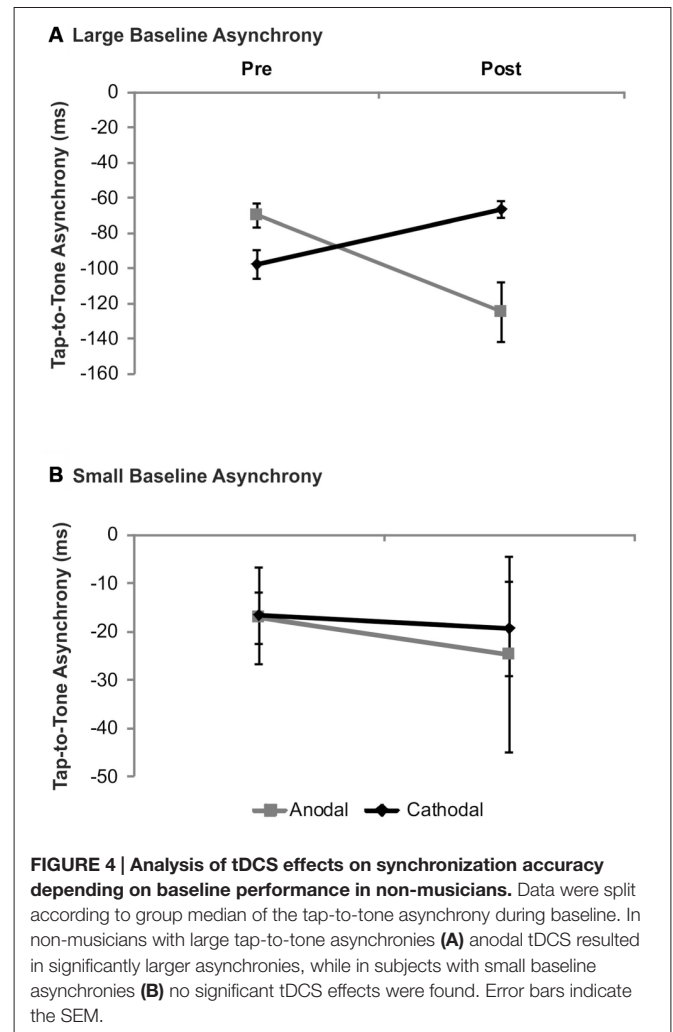 A Large Baseline Asynchrony
Pre Post
Tap-to-Tone Asynchrony (ms)
0
-20
-40
-60
-80
-100
-120
-140
-160
B Small Baseline Asynchrony
Tap-to-Tone Asynchrony (ms)
0
-10
-20
-30
-40
-50
Anodal Cathodal
FIGURE 4 | Analysis of tDCS effects on synchronization accuracy
depending on baseline performance in non-musicians. Data were split
according to group median of the tap-to-tone asynchrony during baseline. In
non-musicians with large tap-to-tone asynchronies (A) anodal tDCS resulted
in significantly larger asynchronies, while in subjects with small baseline
asynchronies (B) no significant tDCS effects were found. Error bars indicate
the SEM.